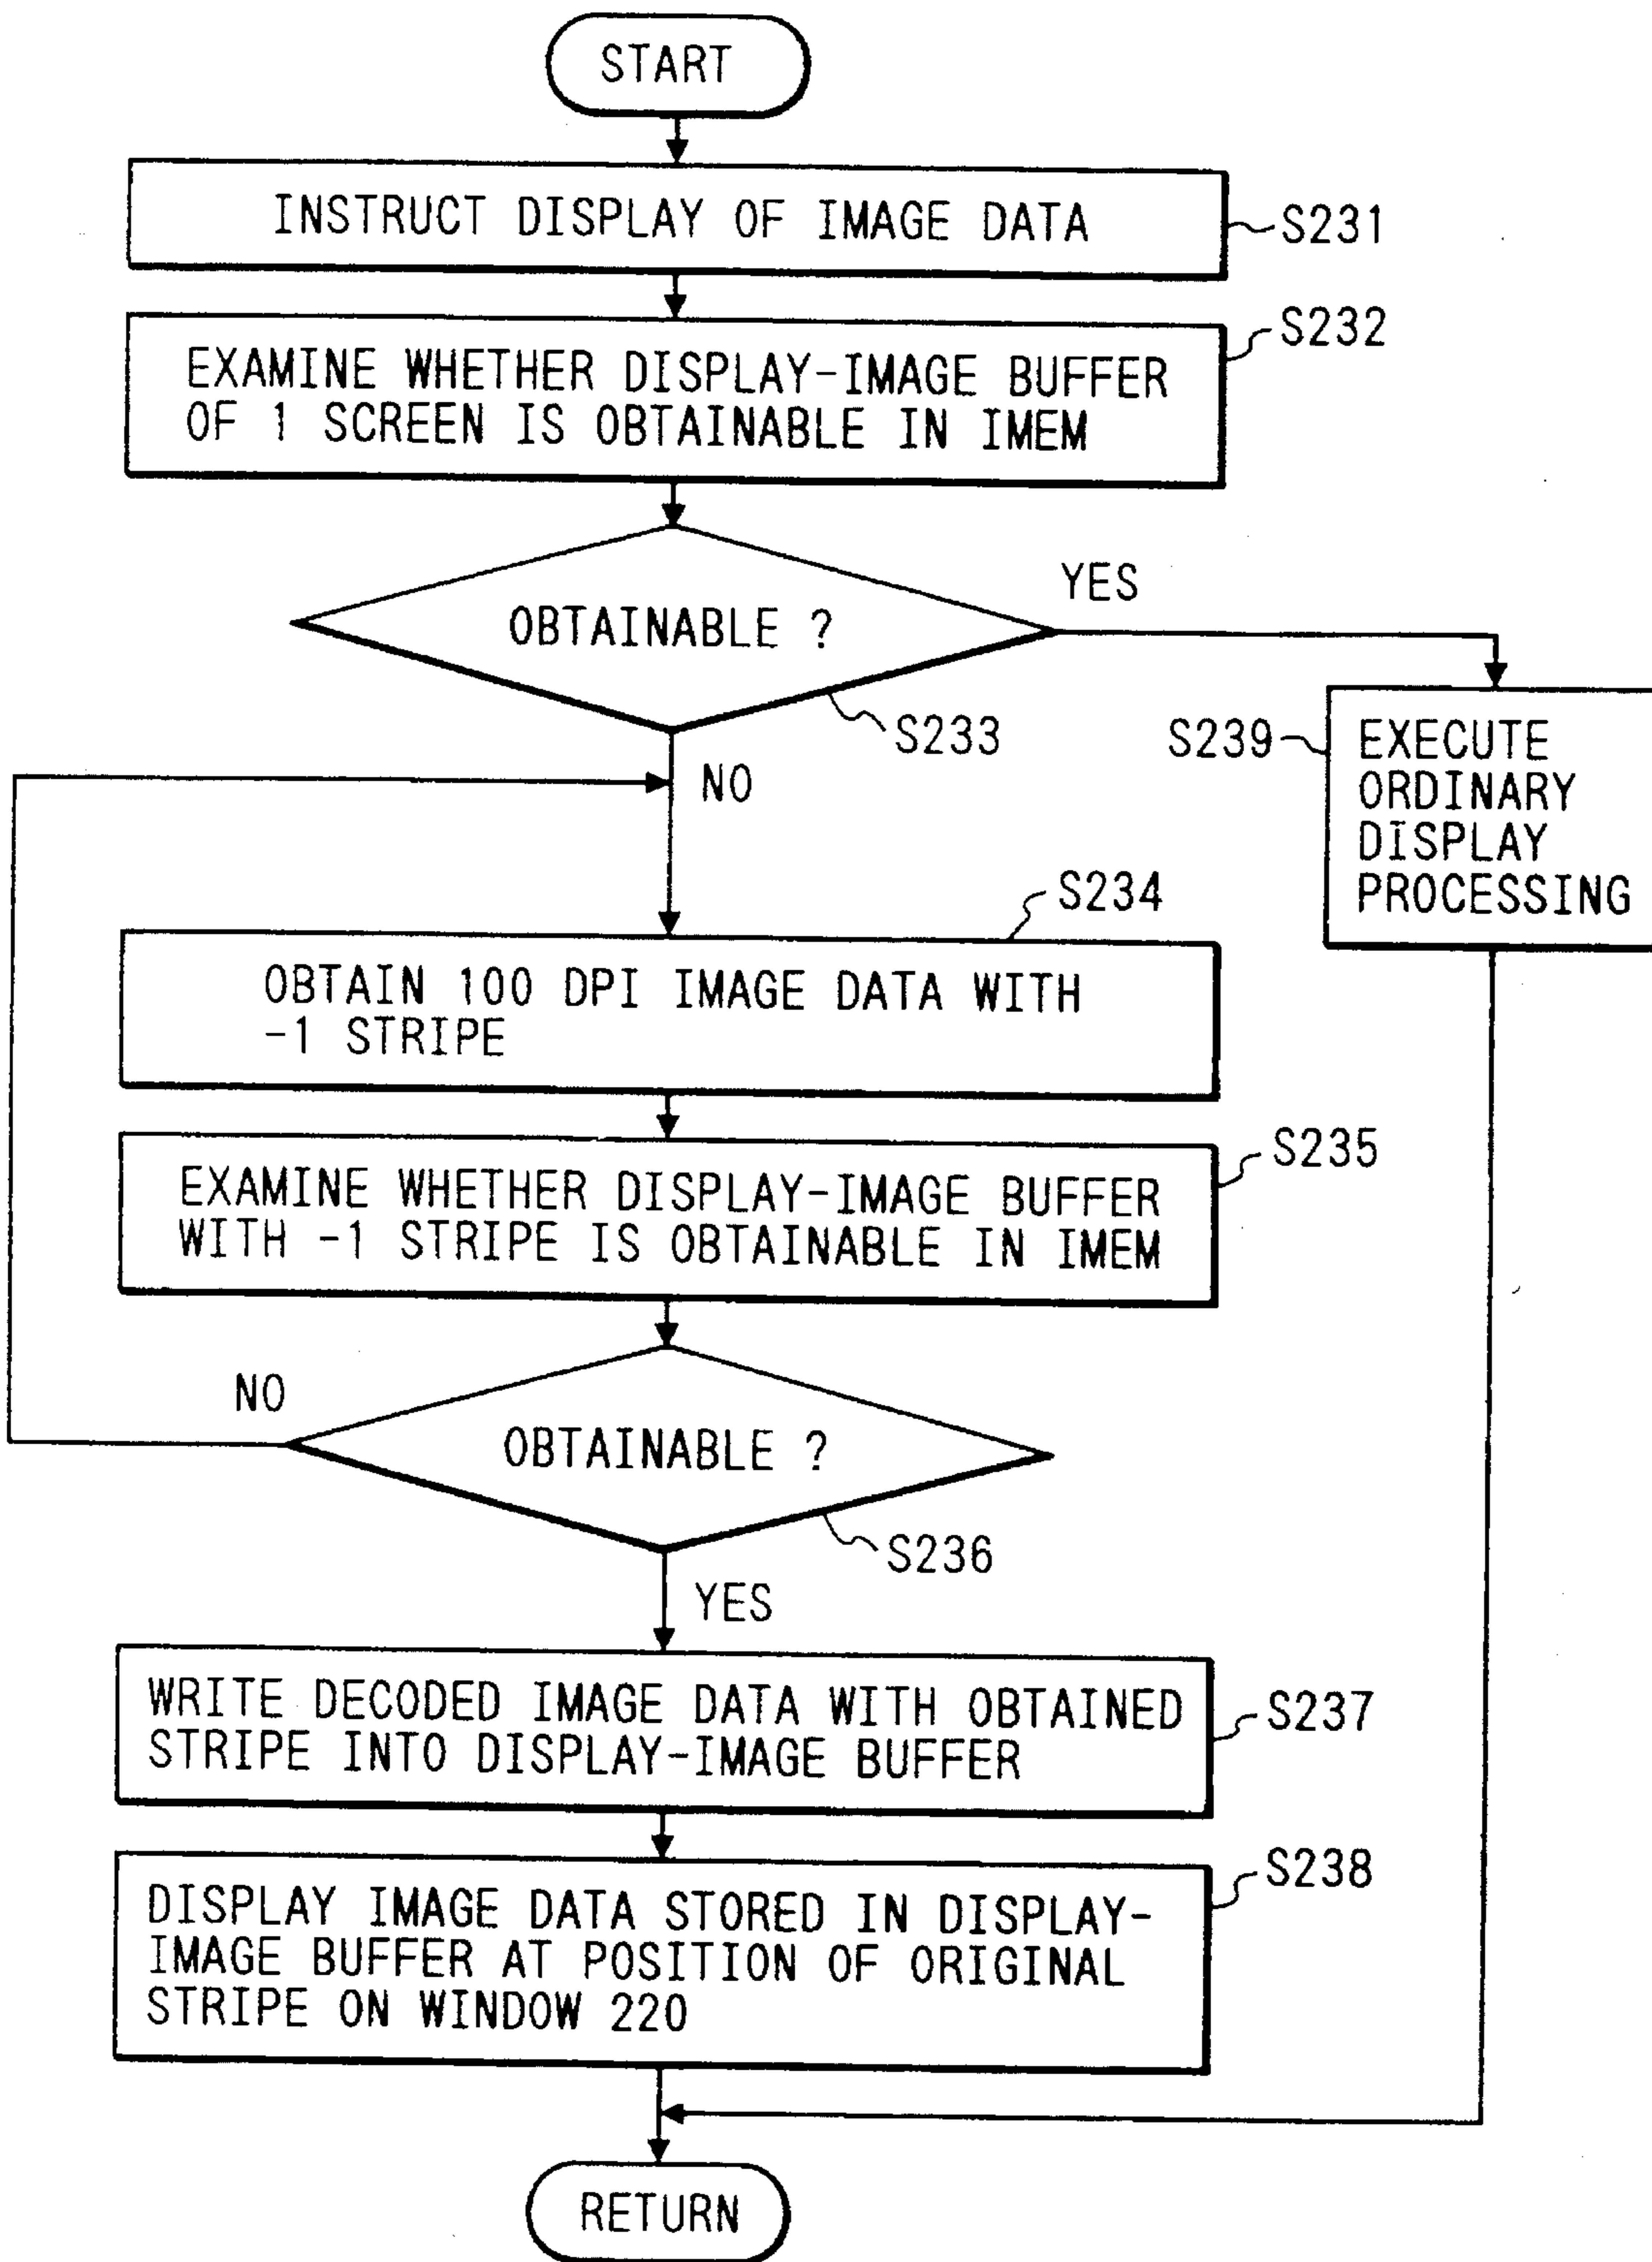 START
INSTRUCT DISPLAY OF IMAGE DATA
S231
S232
EXAMINE WHETHER DISPLAY-IMAGE BUFFER
OF 1 SCREEN IS OBTAINABLE IN IMEM
YES
OBTAINABLE ?
S233
NO
S239
EXECUTE
ORDINARY
DISPLAY
PROCESSING
S234
OBTAIN 100 DPI IMAGE DATA WITH
-1 STRIPE
S235
EXAMINE WHETHER DISPLAY-IMAGE BUFFER
WITH -1 STRIPE IS OBTAINABLE IN IMEM
NO
OBTAINABLE ?
S236
YES
WRITE DECODED IMAGE DATA WITH OBTAINED
STRIPE INTO DISPLAY-IMAGE BUFFER
S237
S238
DISPLAY IMAGE DATA STORED IN DISPLAY-
IMAGE BUFFER AT POSITION OF ORIGINAL
STRIPE ON WINDOW 220
RETURN